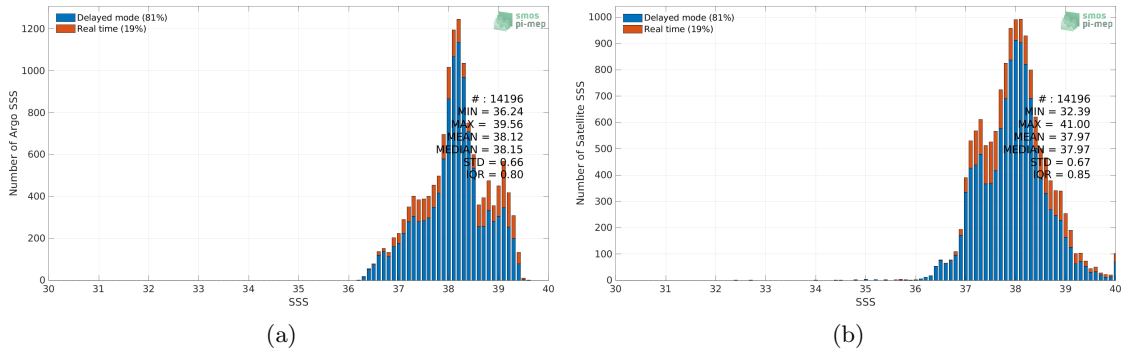 Delayed mode (81%)
Real time (19%)
smos
pi-mep
1200
1000
800
600
400
200
0
Number of Argo SSS
# : 14196
MIN = 36.24
MAX = 39.56
MEAN = 38.12
MEDIAN = 38.15
STD = 0.66
IQR = 0.80
30 31 32 33 34 35 36 37 38 39 40
SSS
(a)
Delayed mode (81%)
Real time (19%)
smos
pi-mep
1000
900
800
700
600
500
400
300
200
100
0
Number of Satellite SSS
# : 14196
MIN = 32.39
MAX = 41.00
MEAN = 37.97
MEDIAN = 37.97
STD = 0.67
IQR = 0.85
30 31 32 33 34 35 36 37 38 39 40
SSS
(b)